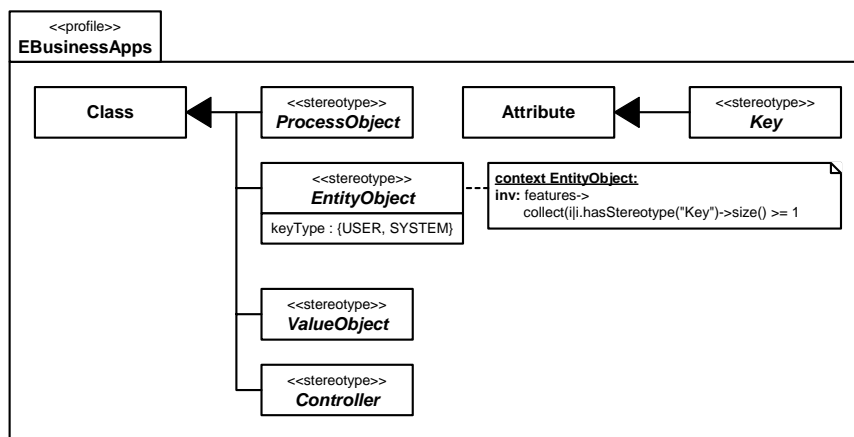 <<profile>>
EBusinessApps
Class
<<stereotype>>
ProcessObject
Attribute
<<stereotype>>
Key
<<stereotype>>
EntityObject
keyType : {USER, SYSTEM}
context EntityObject:
inv: features->
collect(i|i.hasStereotype("Key")->size() >= 1
<<stereotype>>
ValueObject
<<stereotype>>
Controller